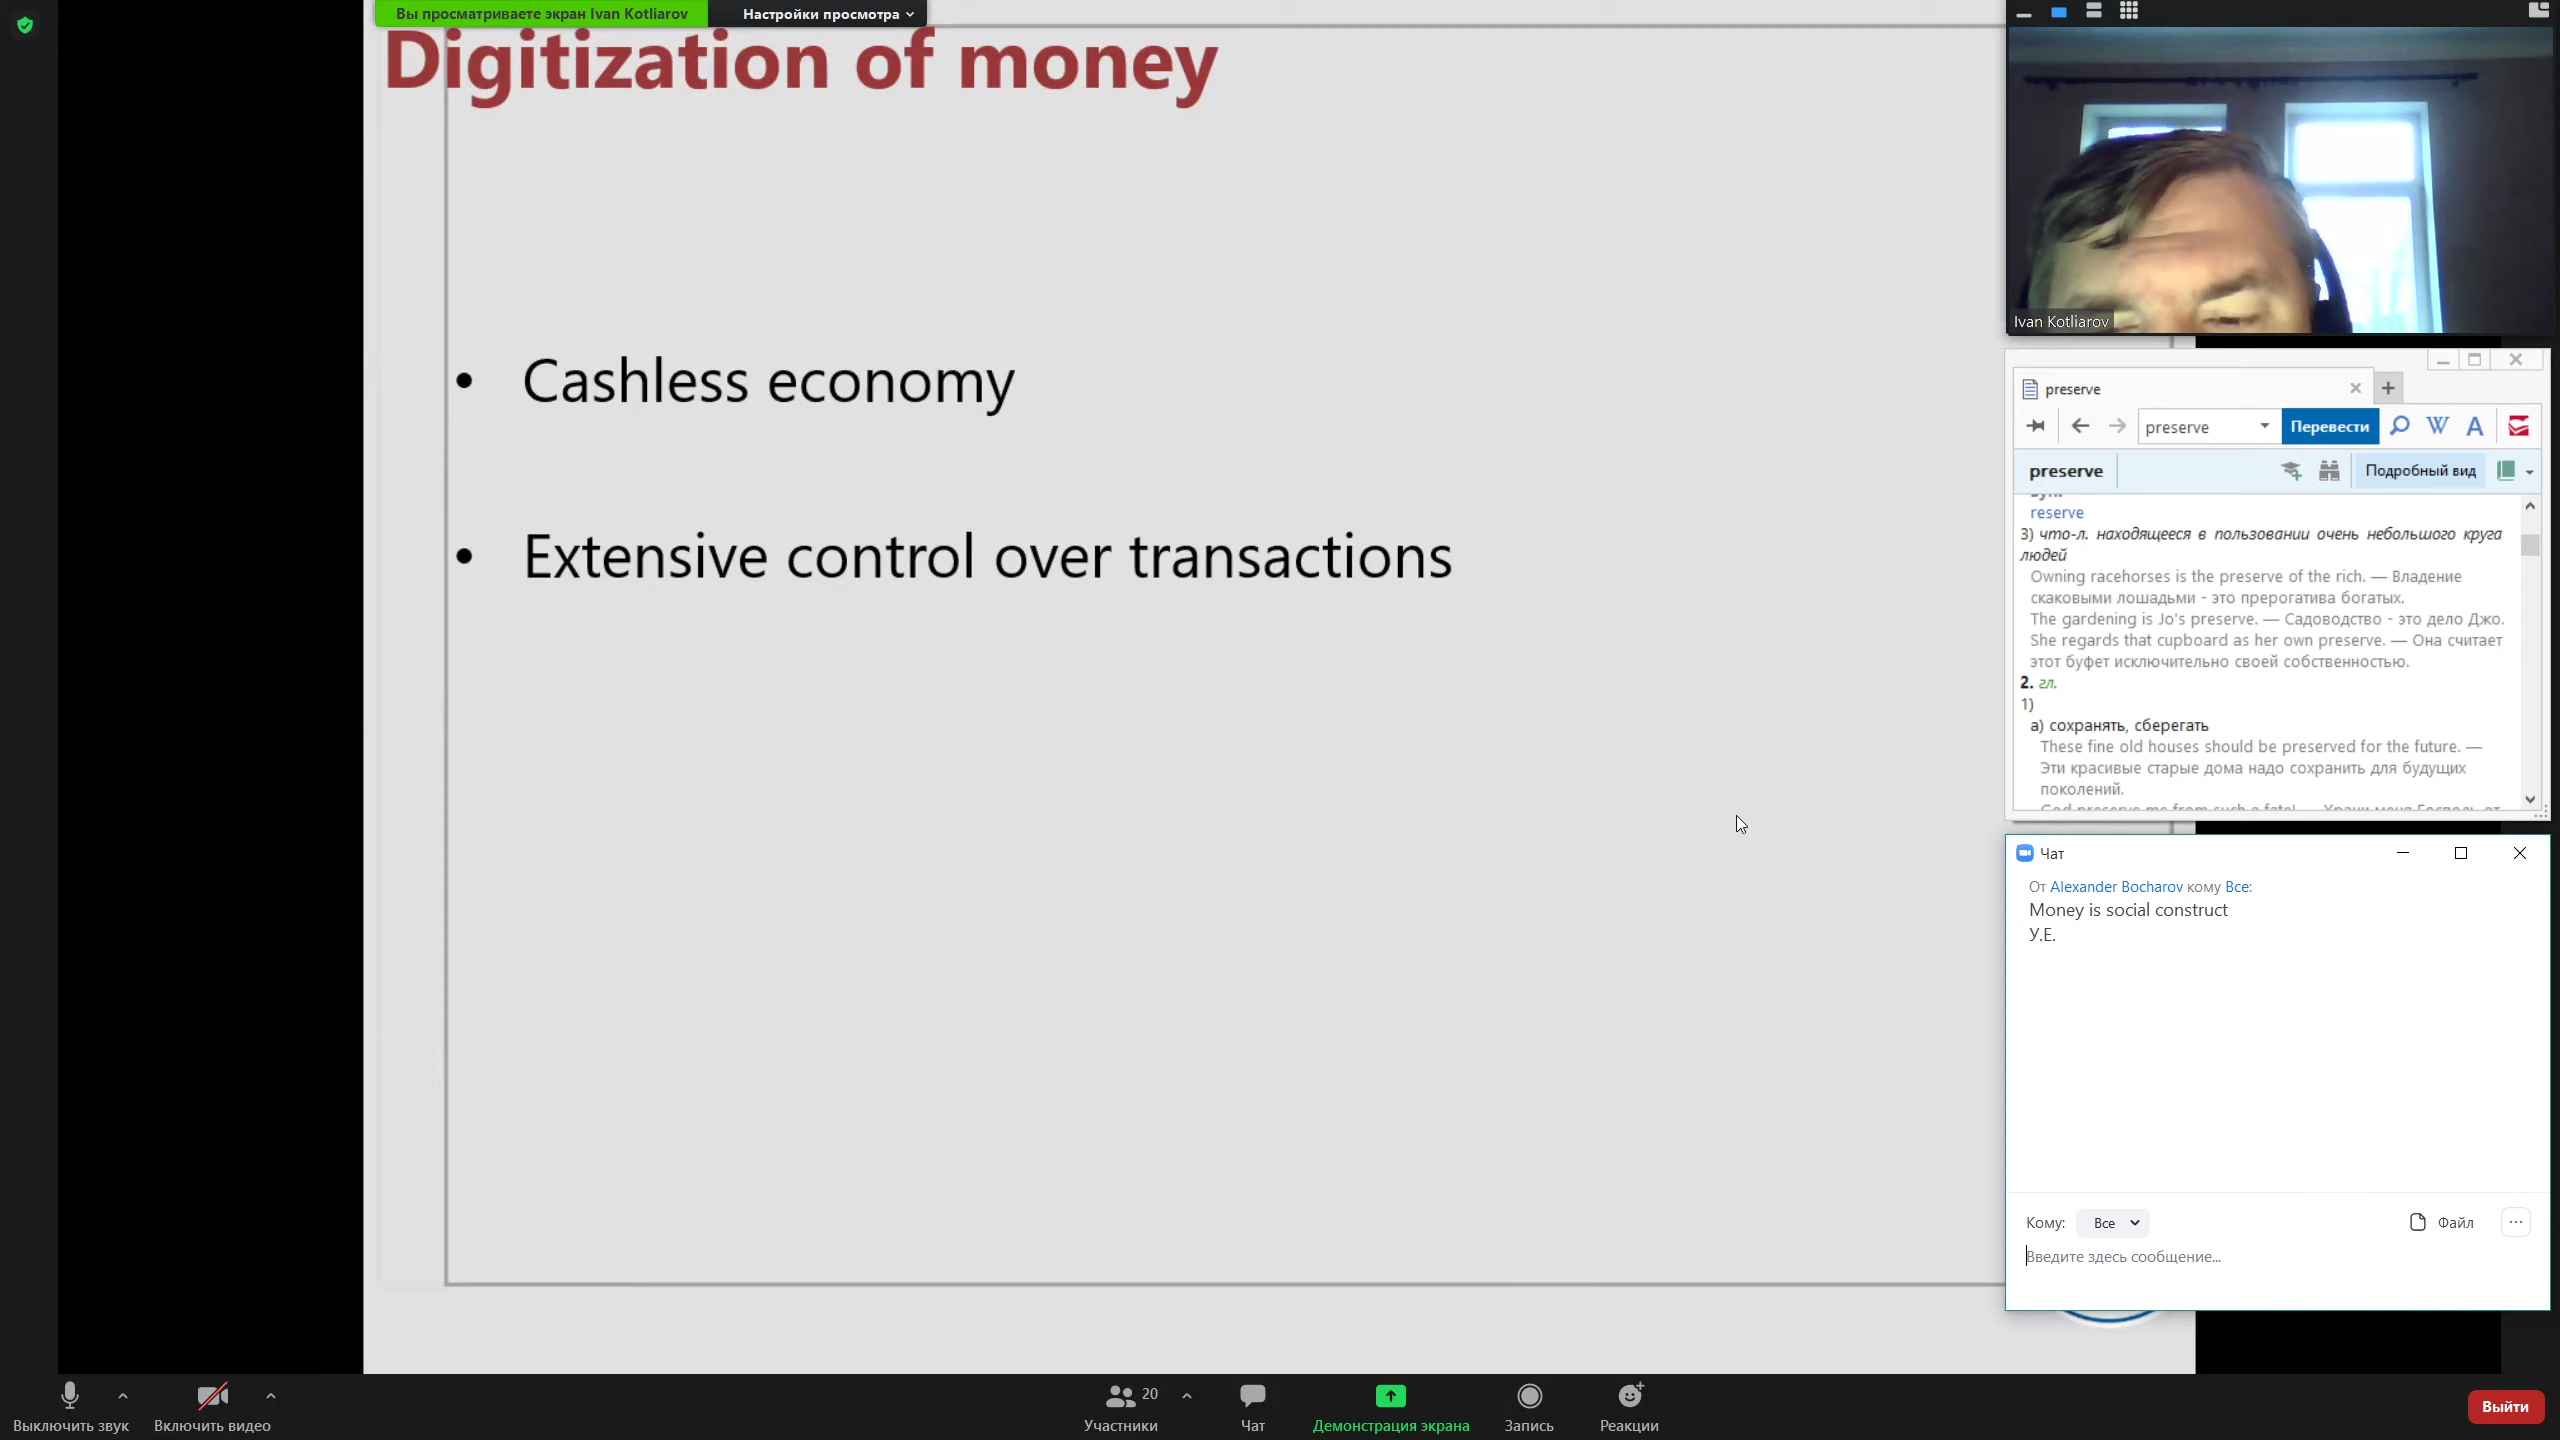 Вы просматриваете экран Ivan Kotliarov
Настройки просмотра
Digitization of money
• Cashless economy
• Extensive control over transactions
Ivan Kotliarov
preserve
preserve
Перевести
preserve
Подробный вид
reserve
3) что-л. находящееся в пользовании очень небольшого круга
людей
Owning racehorses is the preserve of the rich. — Владение
скаковыми лошадьми - это прерогатива богатых.
The gardening is Jo's preserve. — Садоводство - это дело Джо.
She regards that cupboard as her own preserve. — Она считает
этот буфет исключительно своей собственностью.
2. гл.
1)
а) сохранять, сберегать
These fine old houses should be preserved for the future. —
Эти красивые старые дома надо сохранить для будущих
поколений.
Чат
От Alexander Bocharov кому Все:
Money is social construct
У.Е.
Кому: Все
Файл
Введите здесь сообщение...
Выключить звук
Включить видео
20
Участники
Чат
Демонстрация экрана
Запись
Реакции
Выйти